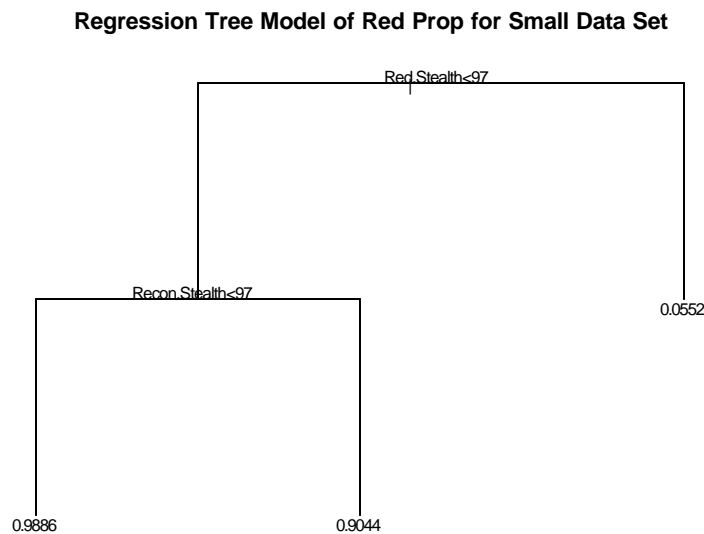 Regression Tree Model of Red Prop for Small Data Set
Red.Stealth<97
Recon.Stealth<97
0.0552
0.9886
0.9044